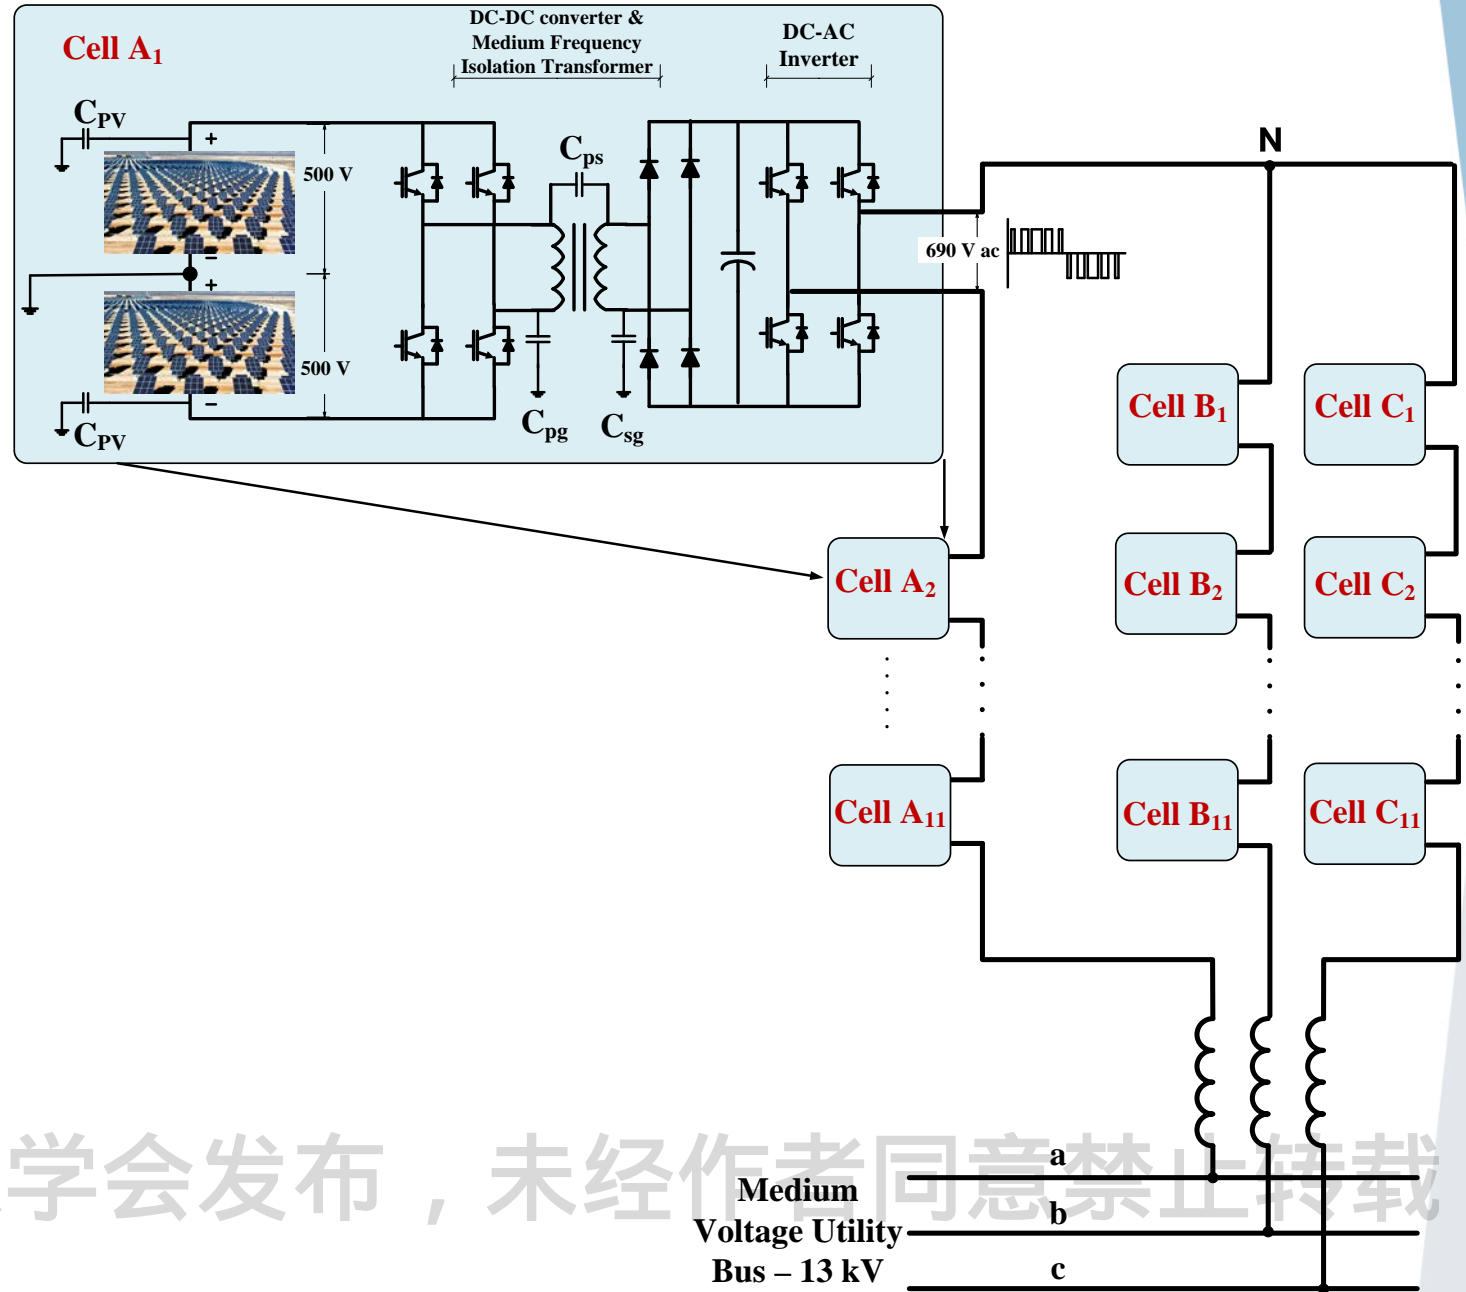 DC-DC converter &
Medium Frequency
Isolation Transformer
DC-AC
Inverter
Cell A1
CPV
+
500 V
−
+
500 V
−
CPV
Cps
Cpg
Csg
690 V ac
N
Cell B1
Cell C1
Cell A2
Cell B2
Cell C2
Cell A11
Cell B11
Cell C11
学会发布，未经作者同意禁止转载
a
Medium
Voltage Utility
Bus – 13 kV
b
c